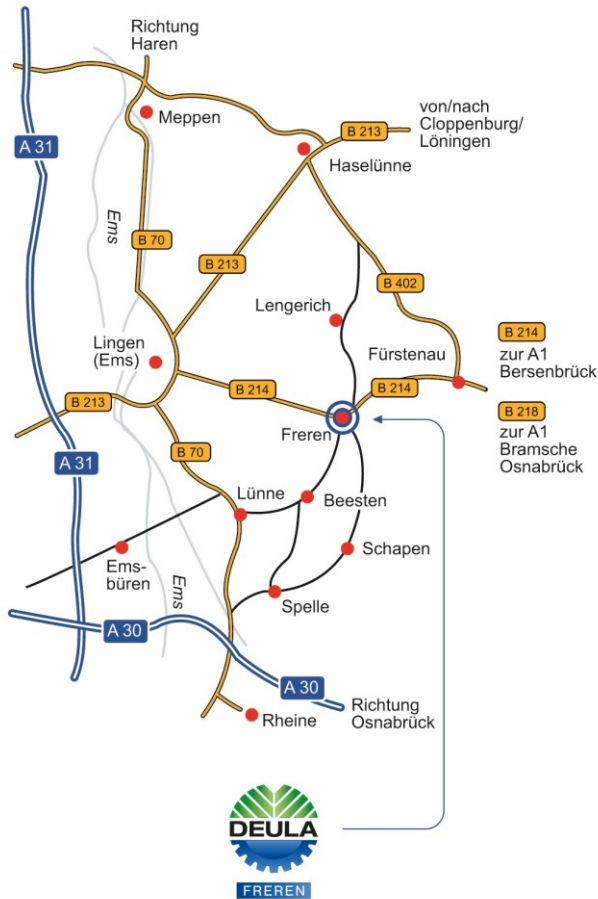 Richtung
Haren
Meppen
A 31
B 213
von/nach
Cloppenburg/
Löningen
Haselünne
Ems
B 70
B 213
B 402
Lengerich
Lingen
(Ems)
Fürstenau
B 214
zur A1
Bersenbrück
B 214
B 214
B 213
B 218
zur A1
Bramsche
Osnabrück
Freren
B 70
A 31
Lünne
Beesten
Schapen
Ems-
büren
Ems
Spelle
A 30
A 30
Richtung
Osnabrück
Rheine
DEULA
FREREN